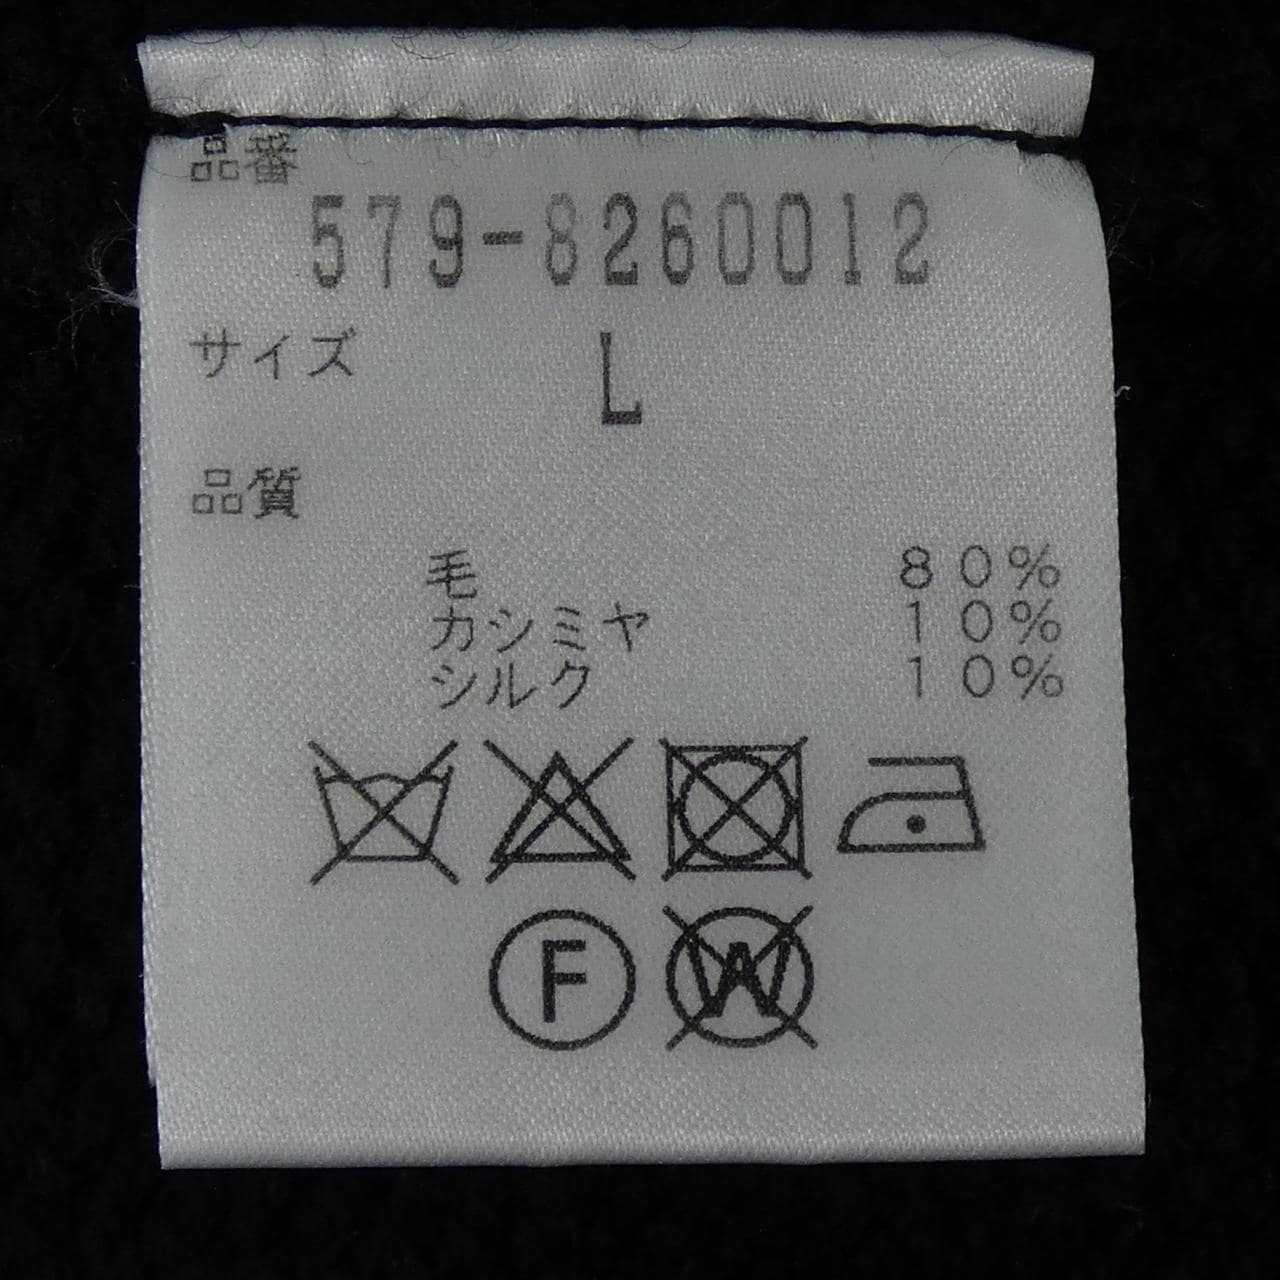 品番
579-8260012
サイズ L
品質
毛 80%
カシミヤ 10%
シルク 10%
F W